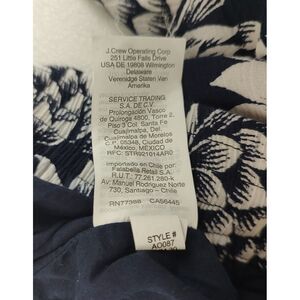 J.Crew Operating Corp
251 Little Falls Drive
USA DE 19808 Wilmington
Delaware
Verenidge Staten Van
Amerika
SERVICE TRADING
S.A. DE C.V.
Prolongación Vasco
de Quiroga 4800, Torre 2,
Piso 3 Col. Santa Fe
Cuajimalpa, Del.
Cuajimalpa de Morelos
C.P. 05348, Ciudad de
México, MEXICO
RFC: STR921014AR0
importado en Chile por:
Falabella Retail S.A.
R.U.T: 77.261.280-k
Av: Manuel Rodriguez Norte
730, Santiago - Chile
RN77388 CA56445
STYLE #
AO087